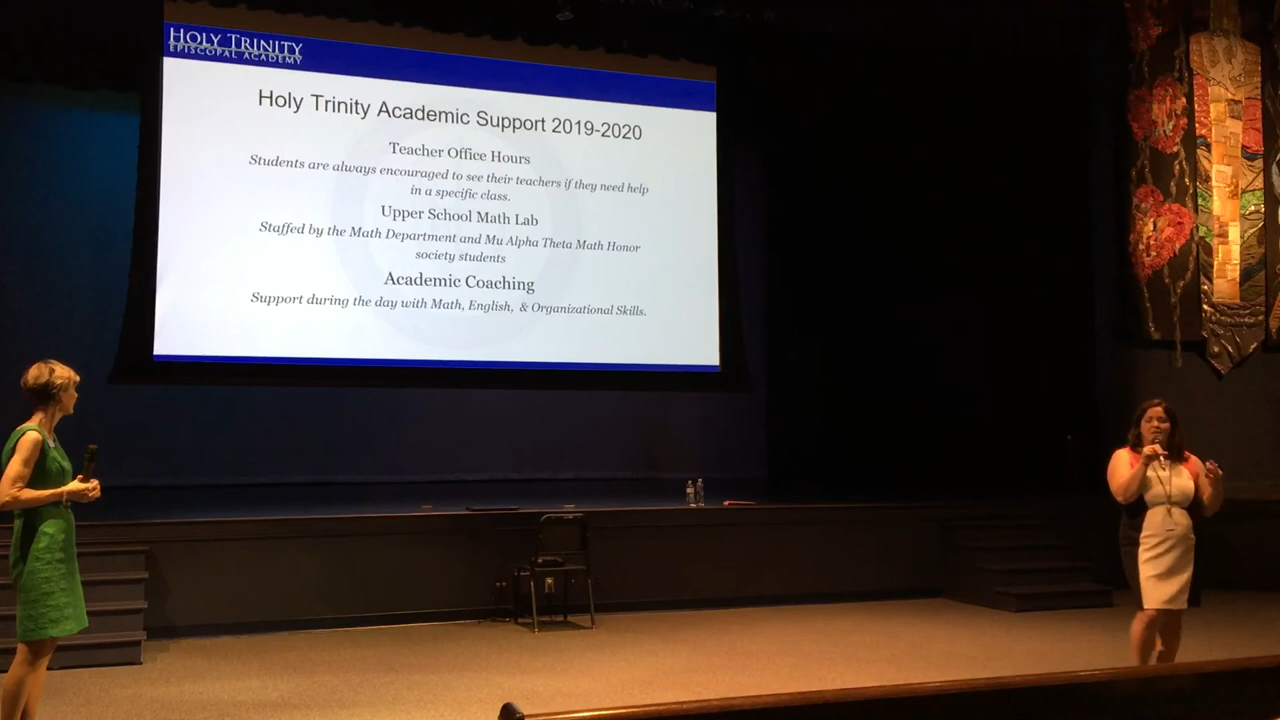 HOLY TRINITY
EPISCOPAL ACADEMY
Holy Trinity Academic Support 2019-2020
Teacher Office Hours
Students are always encouraged to see their teachers if they need help
in a specific class.
Upper School Math Lab
Staffed by the Math Department and Mu Alpha Theta Math Honor
society students
Academic Coaching
Support during the day with Math, English, & Organizational Skills.